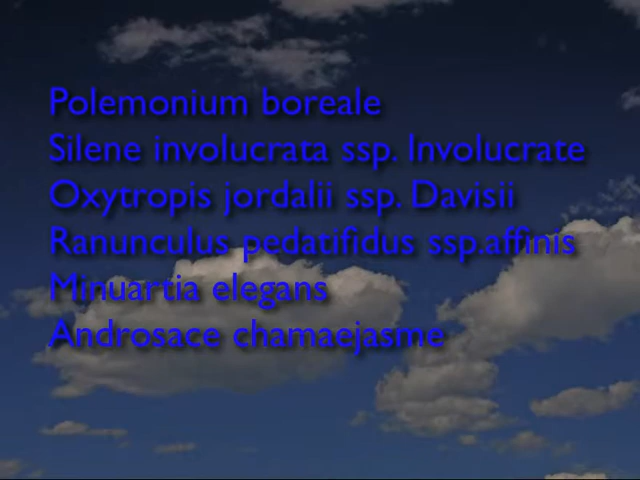 Polemonium boreale
Silene involucrata ssp. Involucrate
Oxytropis jordalii ssp. Davisii
Ranunculus pedatifidus ssp.affinis
Minuartia elegans
Androsace chamaejasme